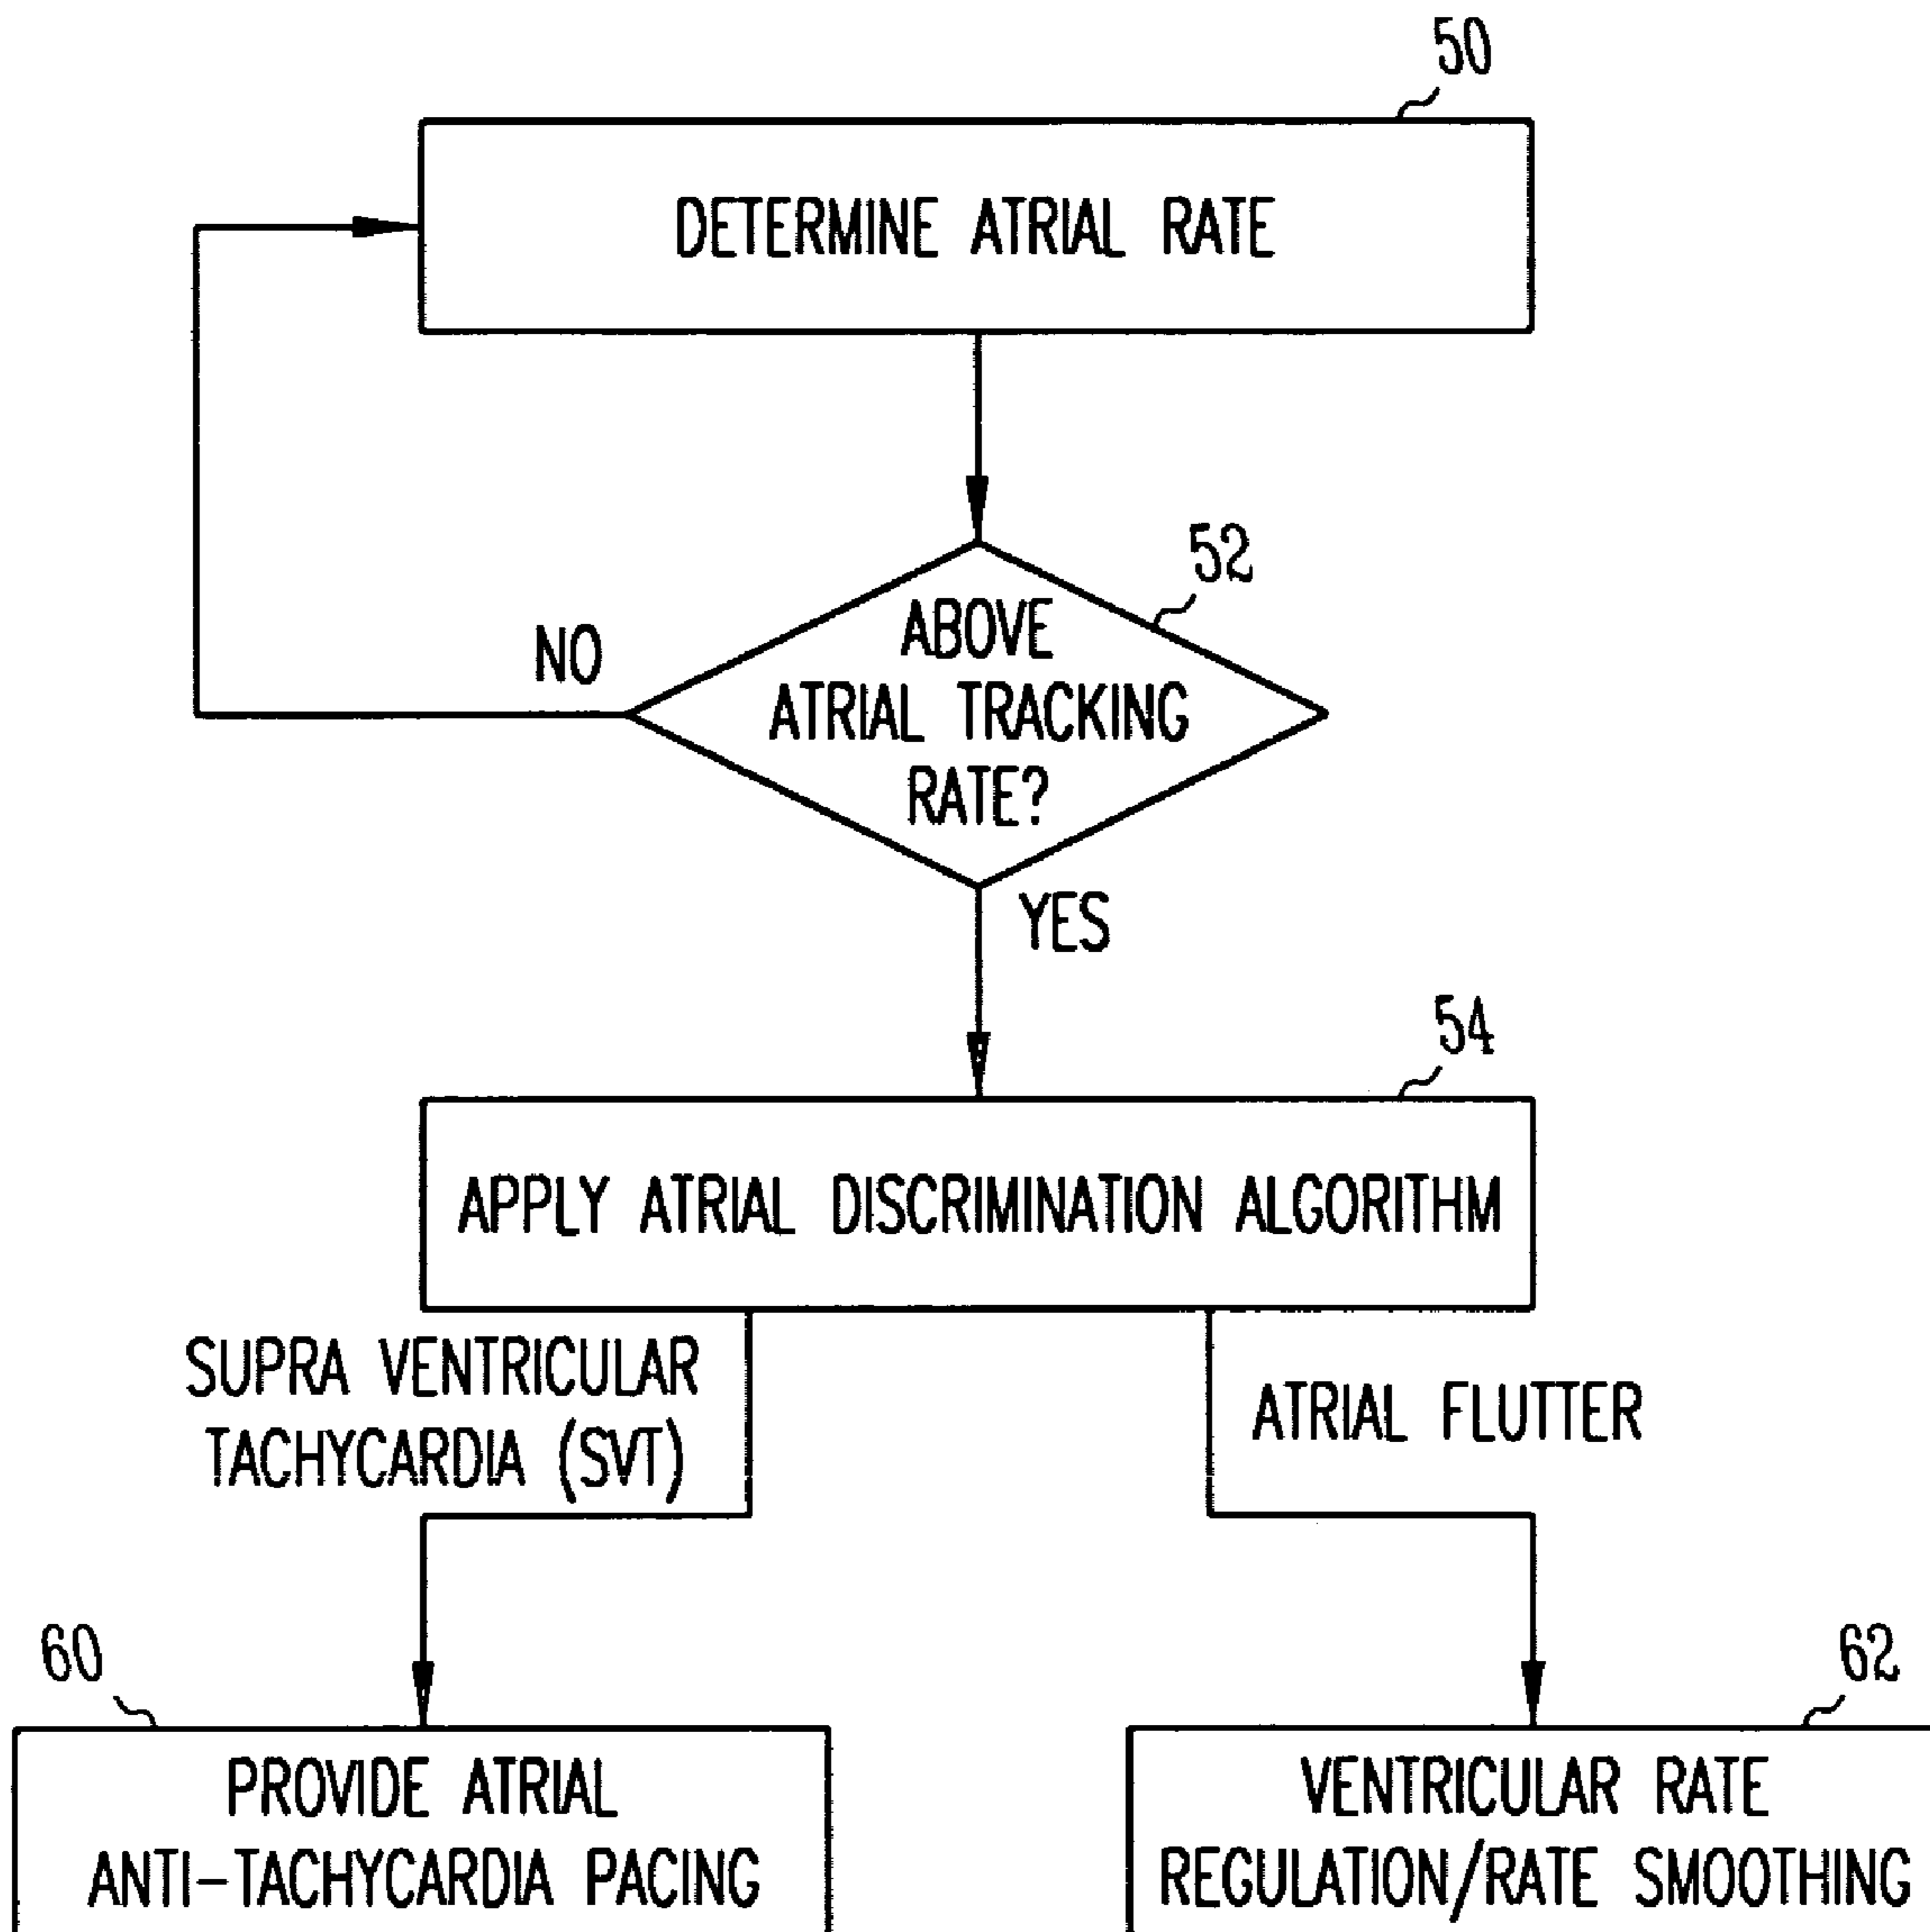 50
DETERMINE ATRIAL RATE
52
ABOVE
ATRIAL TRACKING
RATE?
NO
YES
54
APPLY ATRIAL DISCRIMINATION ALGORITHM
SUPRA VENTRICULAR
TACHYCARDIA (SVT)
ATRIAL FLUTTER
60
PROVIDE ATRIAL
ANTI-TACHYCARDIA PACING
62
VENTRICULAR RATE
REGULATION/RATE SMOOTHING